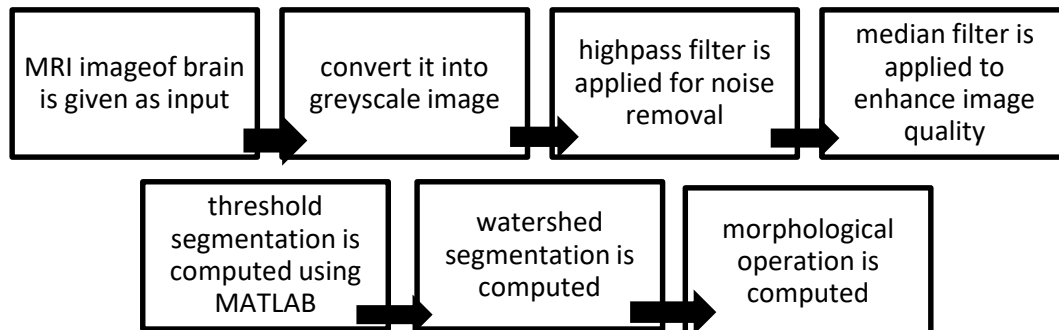 MRI imageof brain
is given as input
convert it into
greyscale image
highpass filter is
applied for noise
removal
median filter is
applied to
enhance image
quality
threshold
segmentation is
computed using
MATLAB
watershed
segmentation is
computed
morphological
operation is
computed